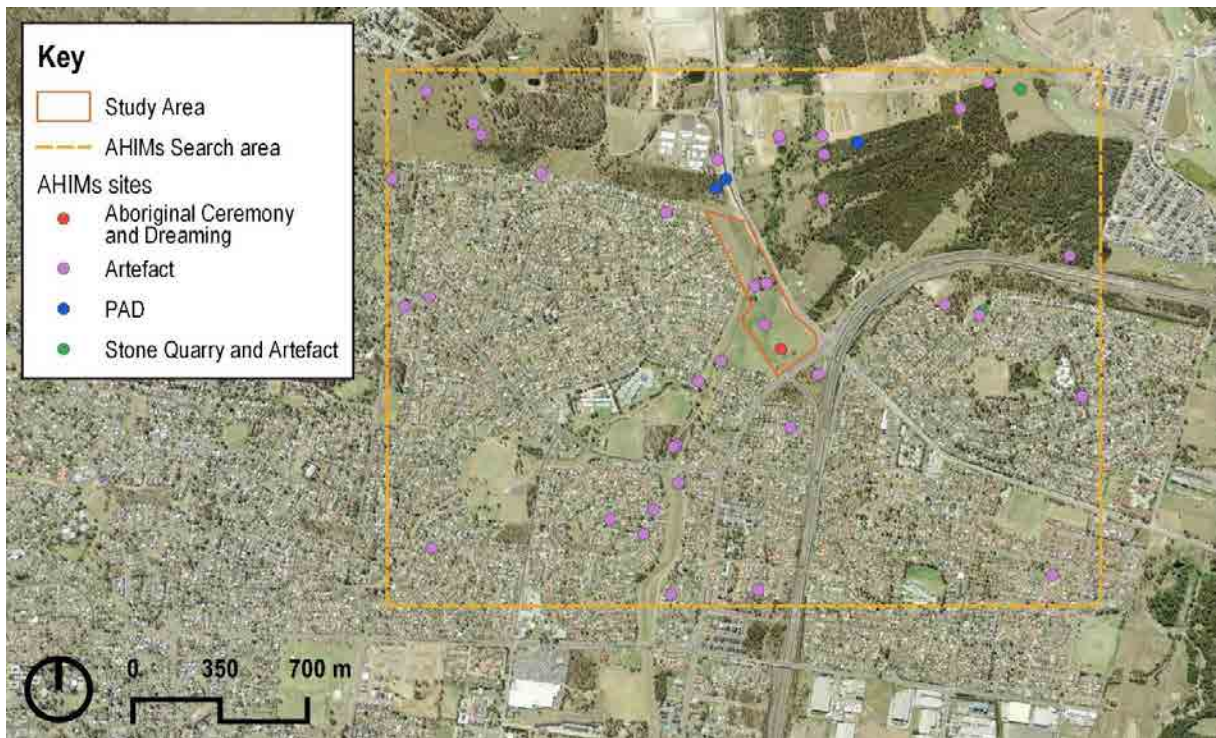 Key
Study Area
AHIMs Search area
AHIMs sites
Aboriginal Ceremony
and Dreaming
Artefact
PAD
Stone Quarry and Artefact
0 350 700 m